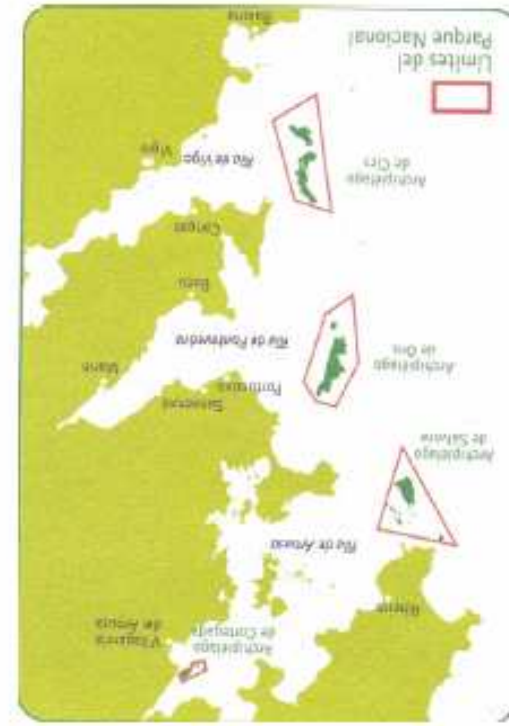 Archipiélago
de Cortegada
Vilagarcía
de Arousa
Ría de Arousa
Archipiélago
de Sálvora
Sanxenxo
Portonovo
Marín
Ría de Pontevedra
Archipiélago
de Ons
Bueu
Cangas
Ría de Vigo
Vigo
Archipiélago
de Cíes
Baiona
Límites del
Parque Nacional